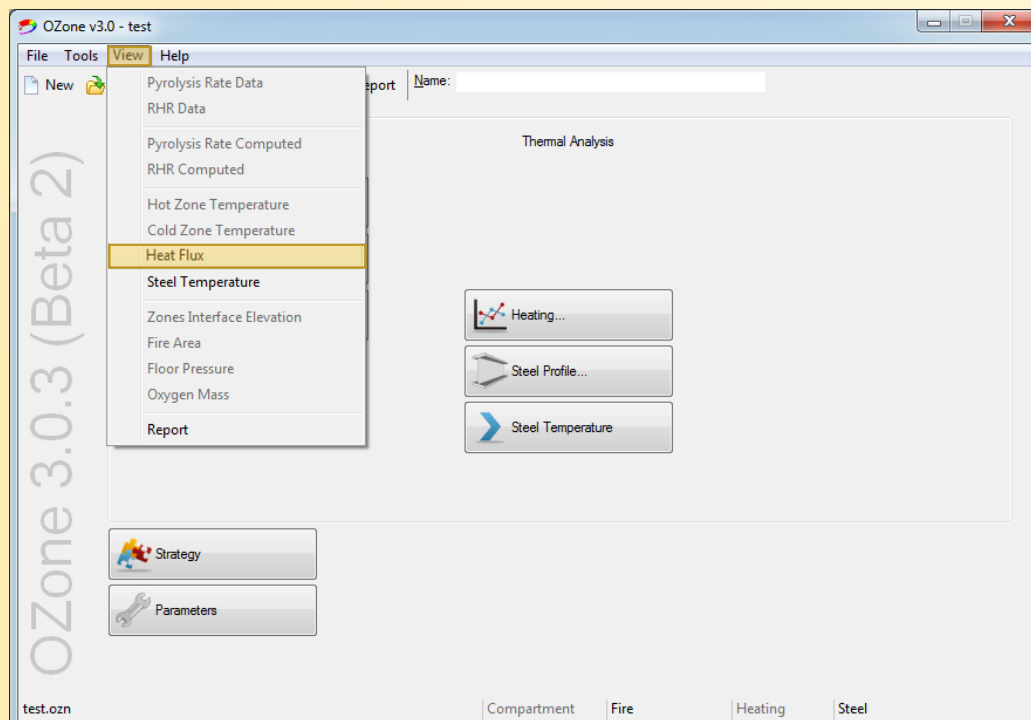 OZone v3.0 - test
File Tools View Help
New
port Name:
Pyrolysis Rate Data
RHR Data
Pyrolysis Rate Computed
RHR Computed
Hot Zone Temperature
Cold Zone Temperature
Heat Flux
Steel Temperature
Zones Interface Elevation
Fire Area
Floor Pressure
Oxygen Mass
Report
Thermal Analysis
Heating...
Steel Profile...
Steel Temperature
Strategy
Parameters
OZone 3.0.3 (Beta 2)
test.ozn Compartment Fire Heating Steel